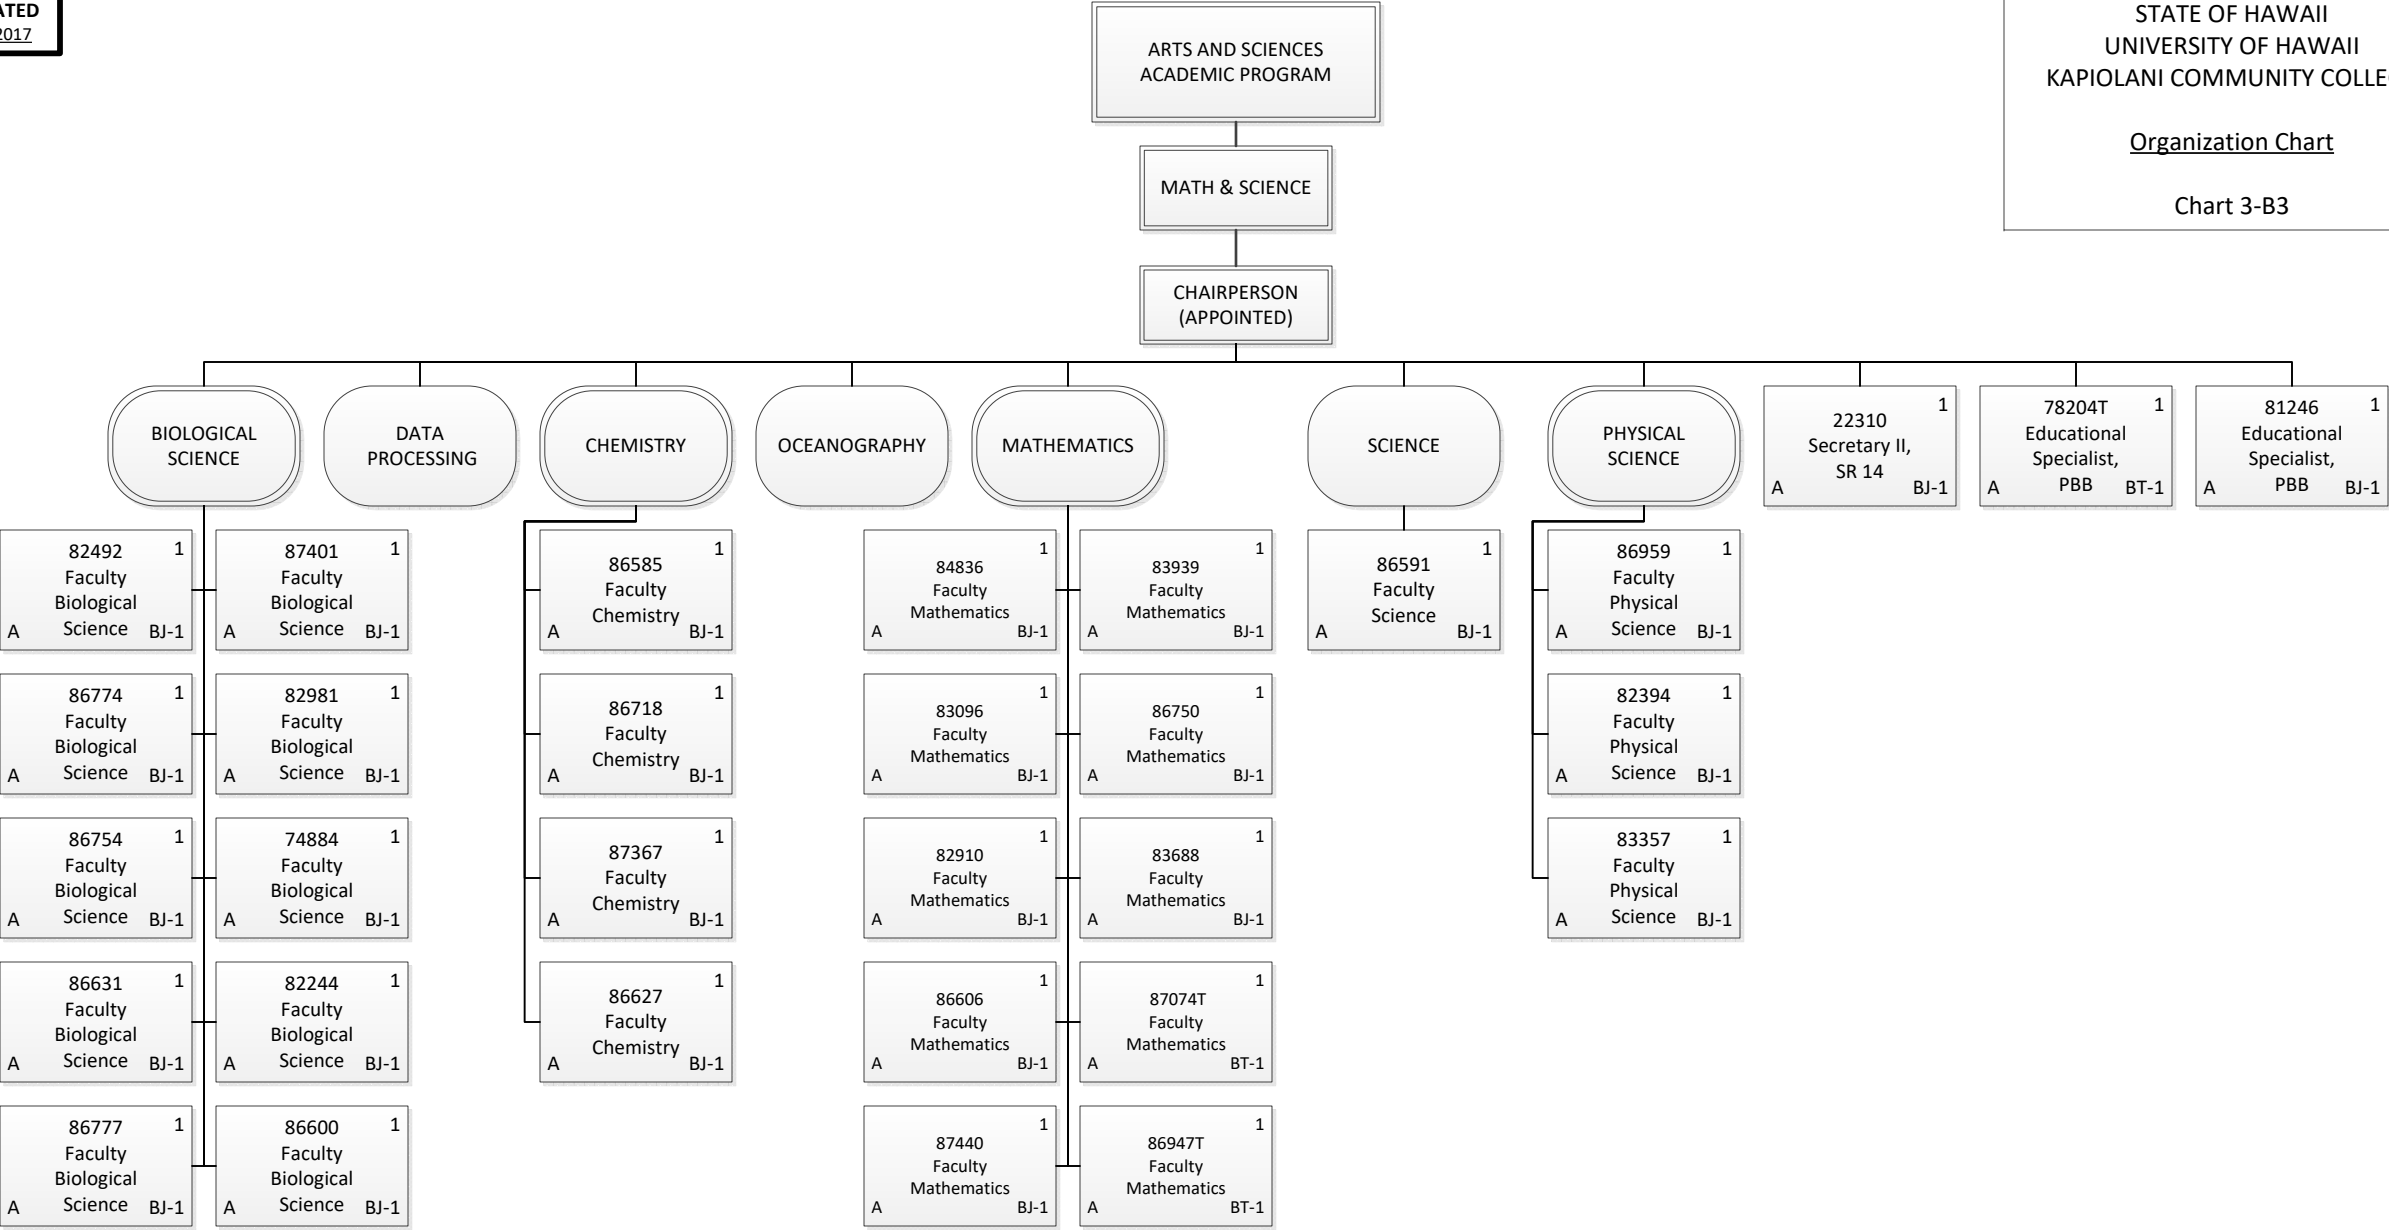 2017
STATE OF HAWAII
UNIVERSITY OF HAWAII
KAPIOLANI COMMUNITY
Organization Chart
Chart 3-B3
ARTS AND SCIENCES
ACADEMIC PROGRAM
MATH & SCIENCE
CHAIRPERSON
(APPOINTED)
BIOLOGICAL
SCIENCE
DATA
PROCESSING
CHEMISTRY
OCEANOGRAPHY
MATHEMATICS
SCIENCE
PHYSICAL
SCIENCE
1
22310
Secretary II,
SR 14
A BJ-1
78204T 1
Educational
Specialist,
A PBB BT-1
81246 1
Educational
Specialist,
A PBB BJ-1
82492 1
Faculty
Biological
A Science BJ-1
87401 1
Faculty
Biological
A Science BJ-1
1
86585
Faculty
Chemistry
A BJ-1
1
84836
Faculty
Mathematics
A BJ-1
1
83939
Faculty
Mathematics
A BJ-1
1
86591
Faculty
Science
A BJ-1
86959 1
Faculty
Physical
A Science BJ-1
86774 1
Faculty
Biological
A Science BJ-1
82981 1
Faculty
Biological
A Science BJ-1
1
86718
Faculty
Chemistry
A BJ-1
1
83096
Faculty
Mathematics
A BJ-1
1
86750
Faculty
Mathematics
A BJ-1
82394 1
Faculty
Physical
A Science BJ-1
86754 1
Faculty
Biological
A Science BJ-1
74884 1
Faculty
Biological
A Science BJ-1
1
87367
Faculty
Chemistry
A BJ-1
1
82910
Faculty
Mathematics
A BJ-1
1
83688
Faculty
Mathematics
A BJ-1
83357 1
Faculty
Physical
A Science BJ-1
86631 1
Faculty
Biological
A Science BJ-1
82244 1
Faculty
Biological
A Science BJ-1
1
86627
Faculty
Chemistry
A BJ-1
1
86606
Faculty
Mathematics
A BJ-1
1
87074T
Faculty
Mathematics
A BT-1
86777 1
Faculty
Biological
A Science BJ-1
86600 1
Faculty
Biological
A Science BJ-1
1
87440
Faculty
Mathematics
A BJ-1
1
86947T
Faculty
Mathematics
A BT-1